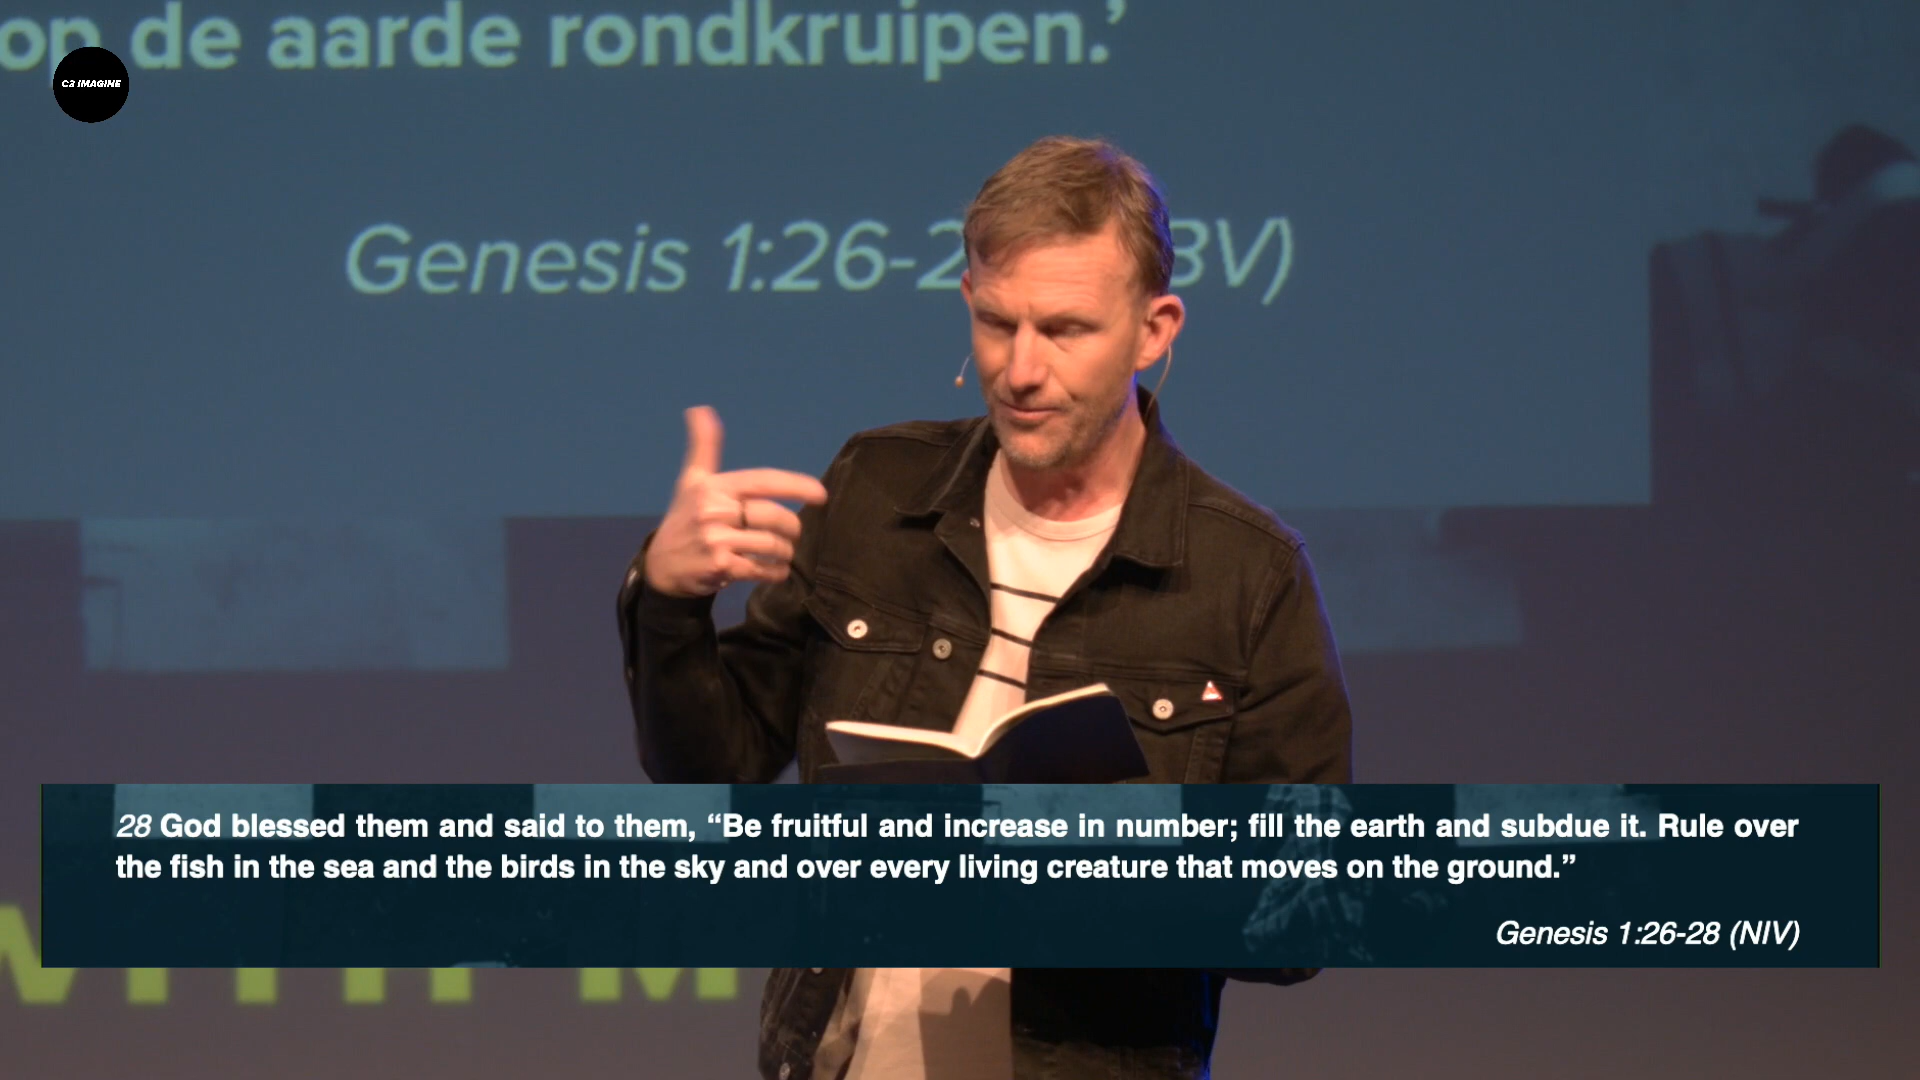 op de aarde rondkruipen.’
C3 IMAGINE
Genesis 1:26-2 BV)
28 God blessed them and said to them, “Be fruitful and increase in number; fill the earth and subdue it. Rule over
the fish in the sea and the birds in the sky and over every living creature that moves on the ground.”
Genesis 1:26-28 (NIV)